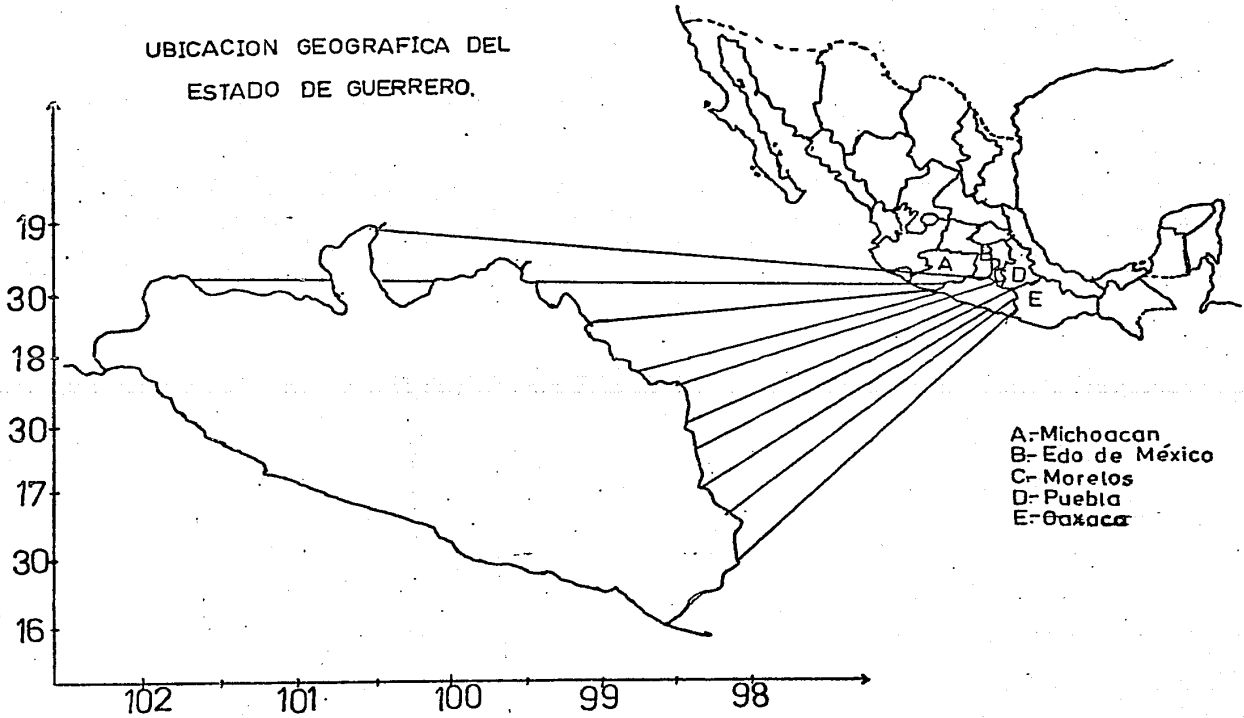 UBICACION GEOGRAFICA DEL
ESTADO DE GUERRERO.
19
30
18
30
17
30
16
102 101 100 99 98
A
B
D
E
A.-Michoacan
B.-Edo de México
C.-Morelos
D.-Puebla
E.-Oaxaca